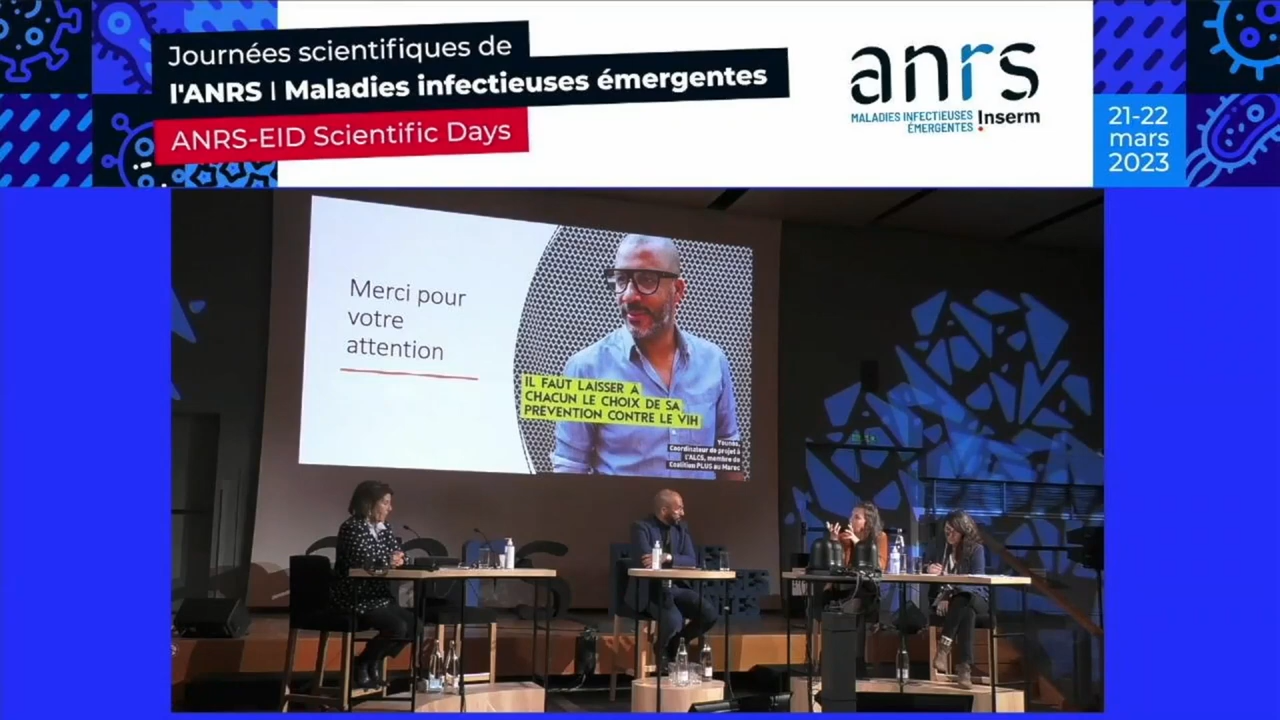 Journées scientifiques de
l'ANRS | Maladies infectieuses émergentes
ANRS-EID Scientific Days
anrs
MALADIES INFECTIEUSES
ÉMERGENTES Inserm
21-22
mars
2023
Merci pour
votre
attention
IL FAUT LAISSER A
CHACUN LE CHOIX DE SA
PREVENTION CONTRE LE VIH
Younès,
Coordinateur de projet à
l'ALCS, membre de
Coalition PLUS au Maroc